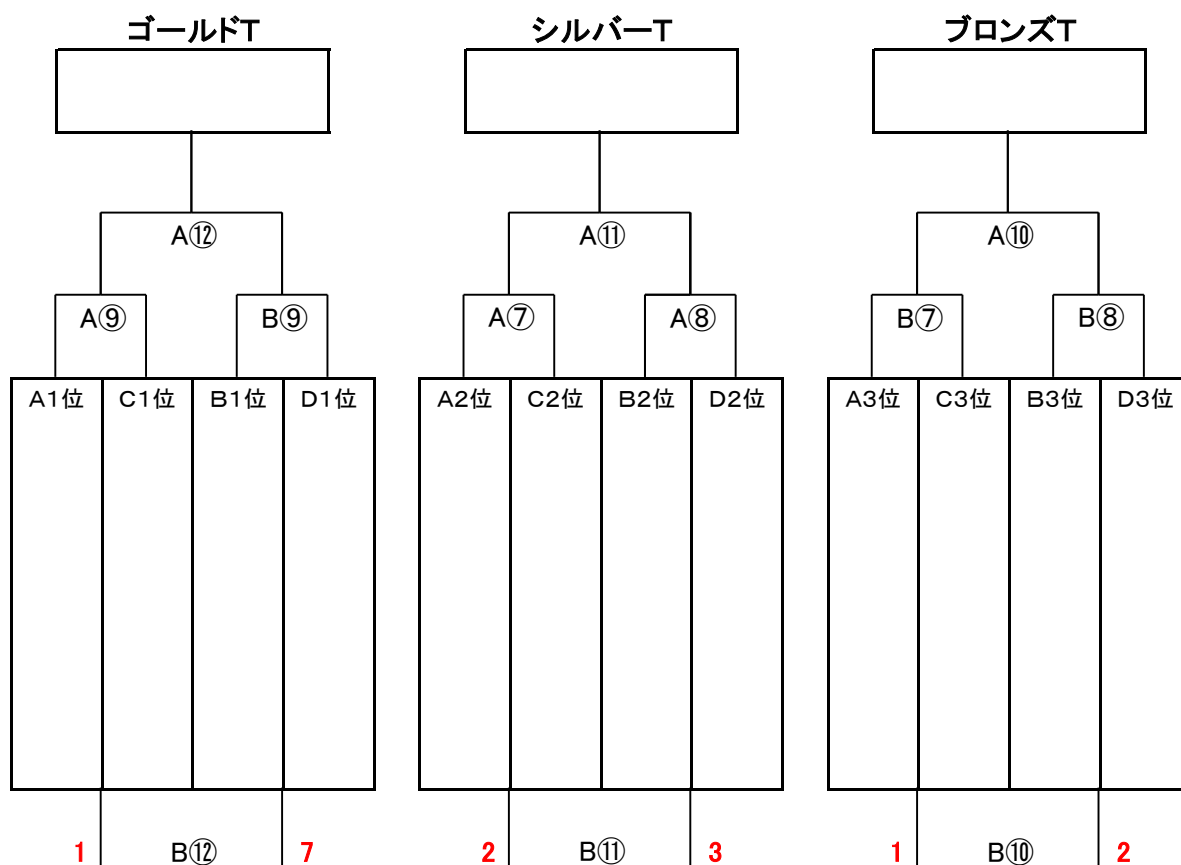 ゴールドT シルバーT ブロンズT
A⑫ A⑪ A⑩
A⑨ B⑨ A⑦ A⑧ B⑦ B⑧
A1位 C1位 B1位 D1位 A2位 C2位 B2位 D2位 A3位 C3位 B3位 D3位
1 B⑫ 7 2 B⑪ 3 1 B⑩ 2